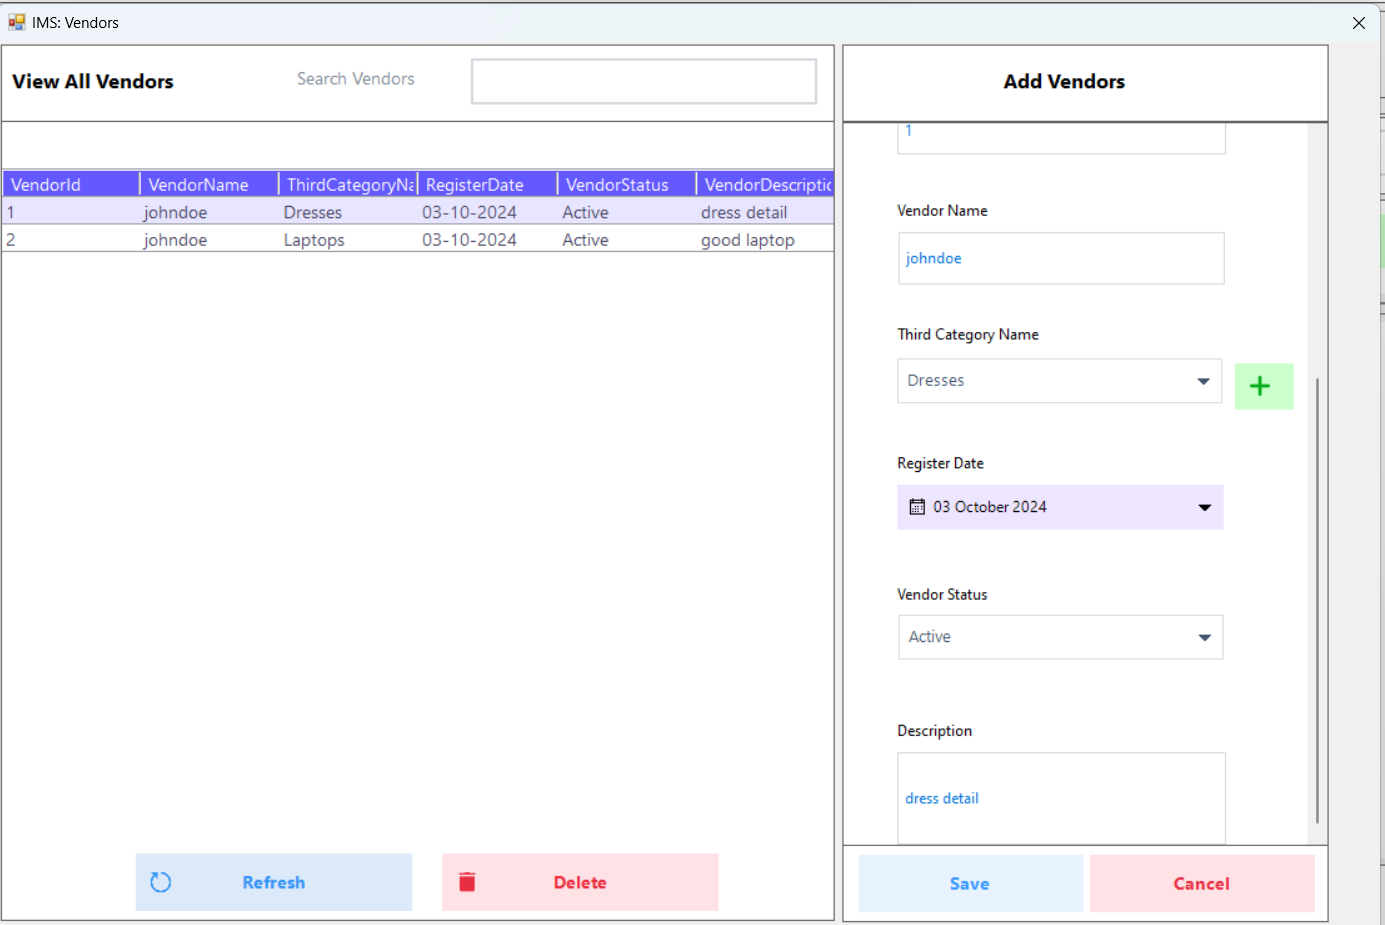 IMS: Vendors
View All Vendors
Search Vendors
VendorId VendorName ThirdCategoryNa RegisterDate VendorStatus VendorDescriptic
1 johndoe Dresses 03-10-2024 Active dress detail
2 johndoe Laptops 03-10-2024 Active good laptop
Refresh
Delete
Add Vendors
1
Vendor Name
johndoe
Third Category Name
Dresses
+
Register Date
03 October 2024
Vendor Status
Active
Description
dress detail
Save
Cancel